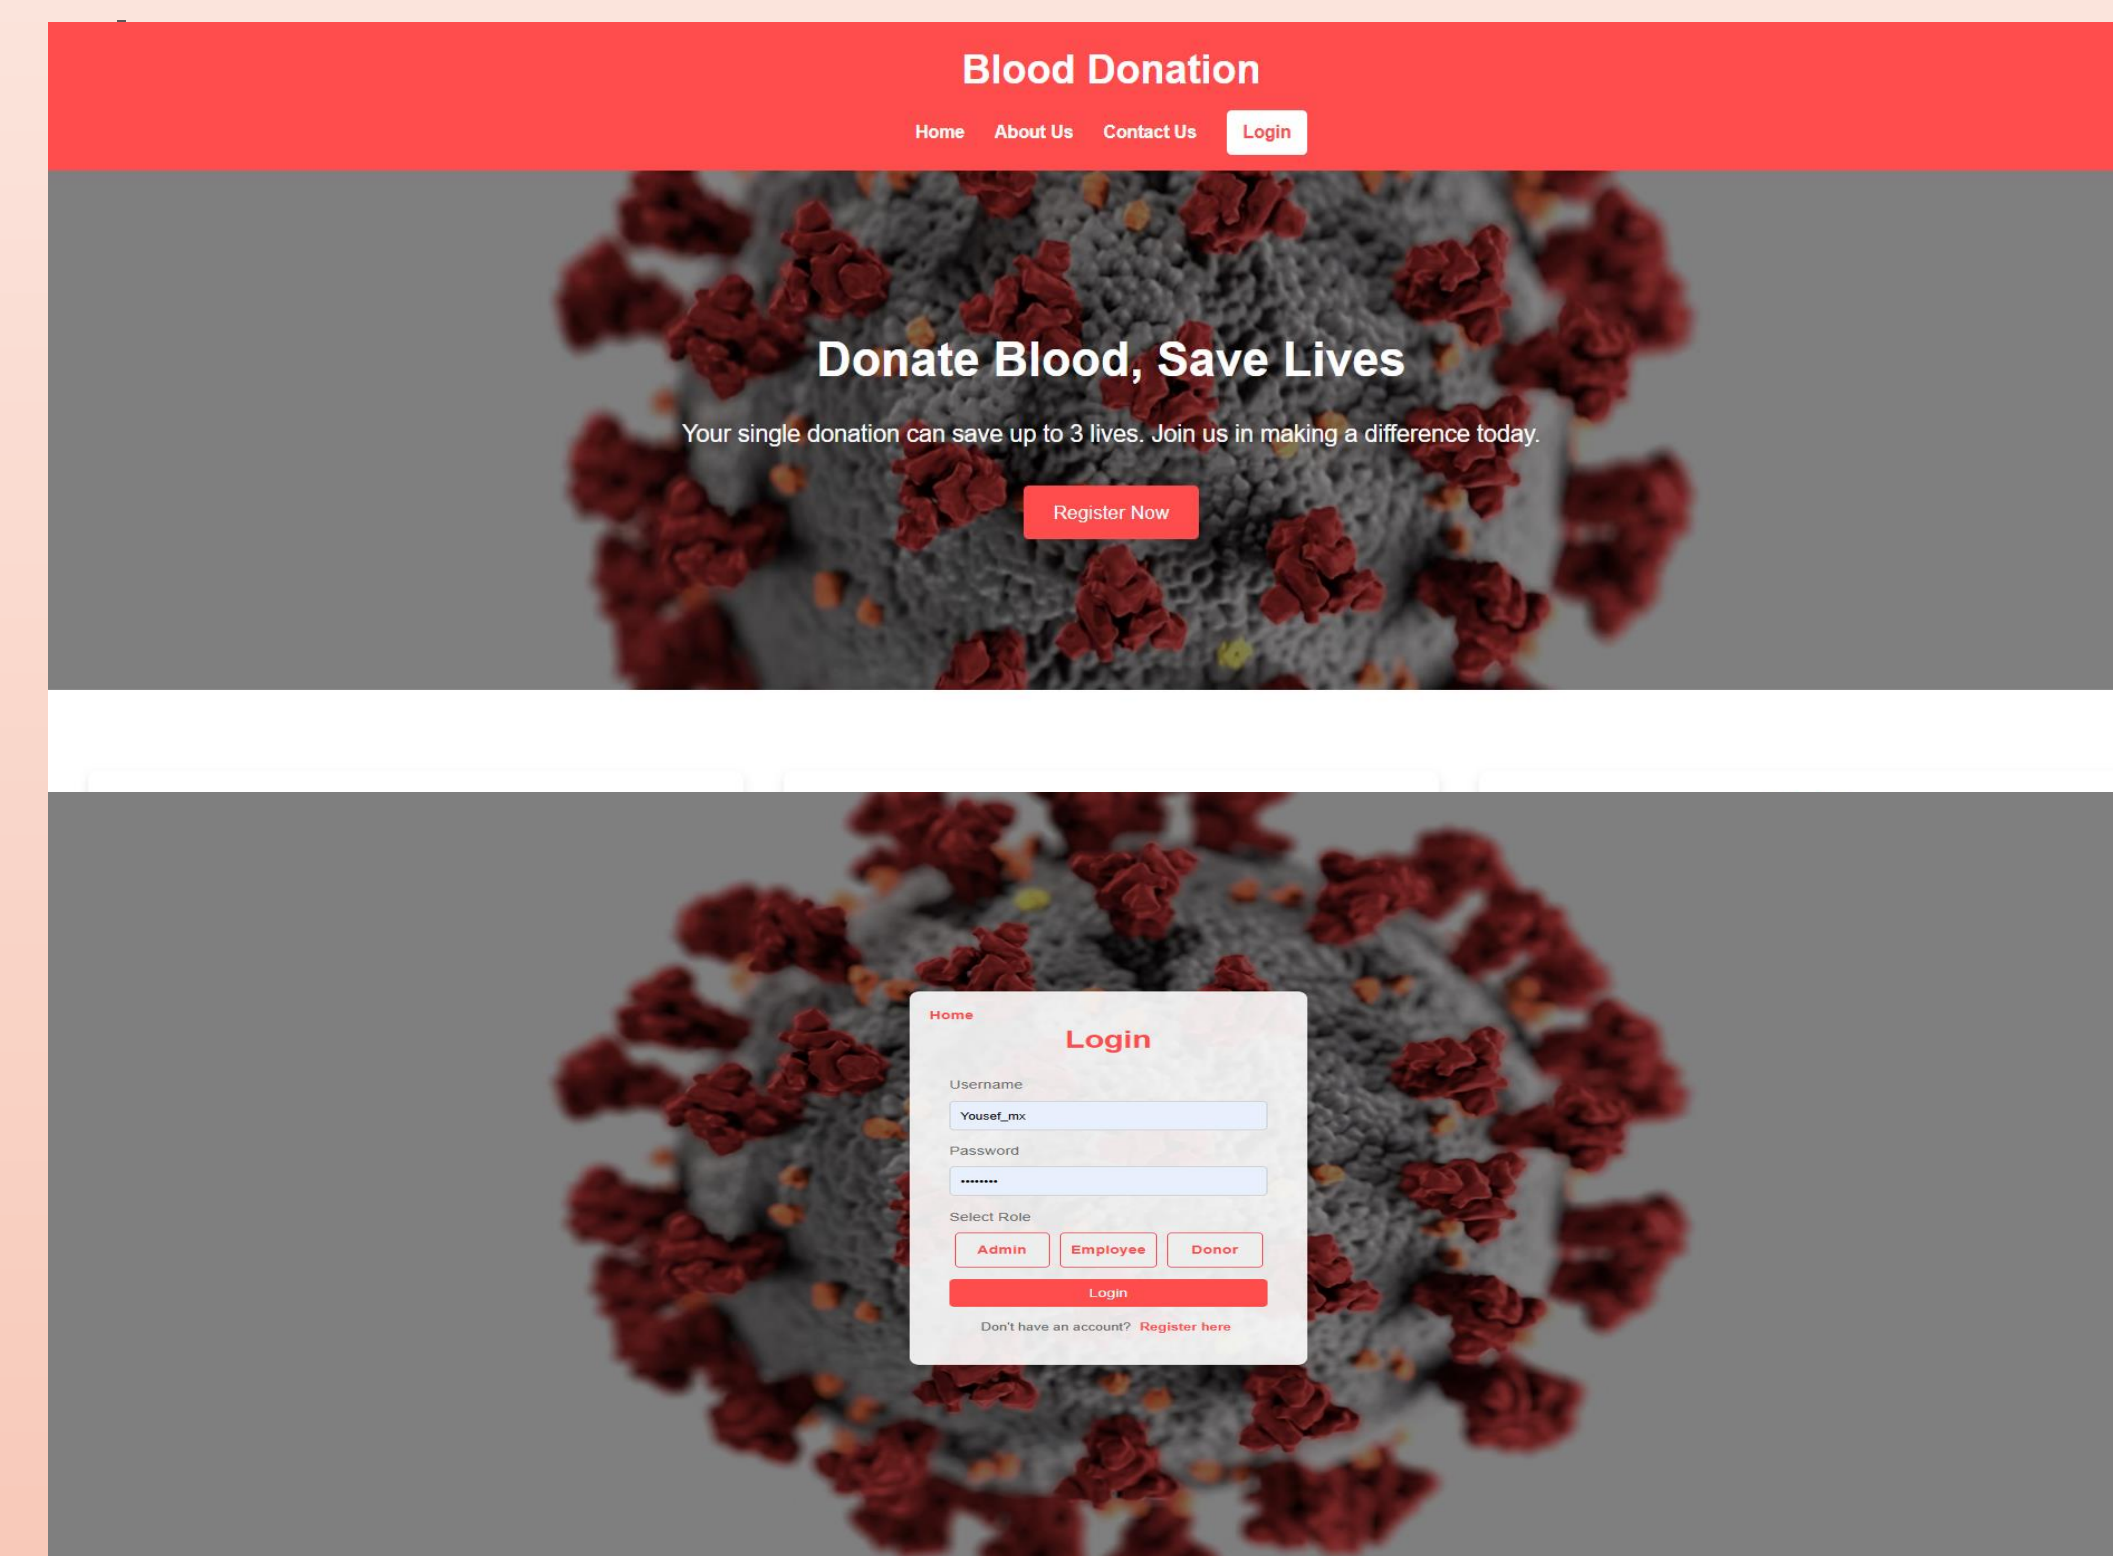 Blood Donation
Home About Us Contact Us Login
Donate Blood, Save Lives
Your single donation can save up to 3 lives. Join us in making a difference today.
Register Now
Home
Login
Username
Yousef_mx
Password
••••••••
Select Role
Admin Employee Donor
Login
Don't have an account? Register here